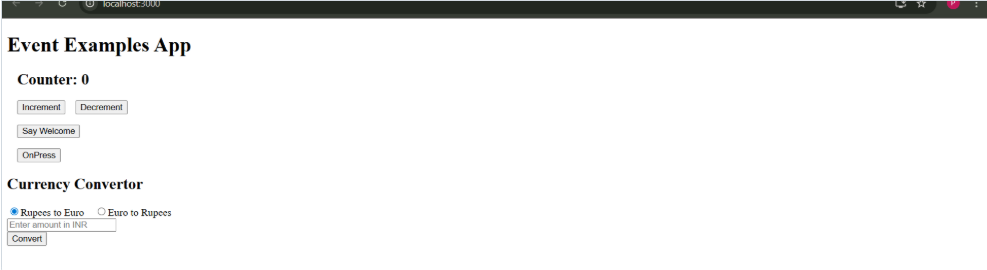 localhost:3000
P
Event Examples App
Counter: 0
Increment Decrement
Say Welcome
OnPress
Currency Convertor
Rupees to Euro Euro to Rupees
Enter amount in INR
Convert